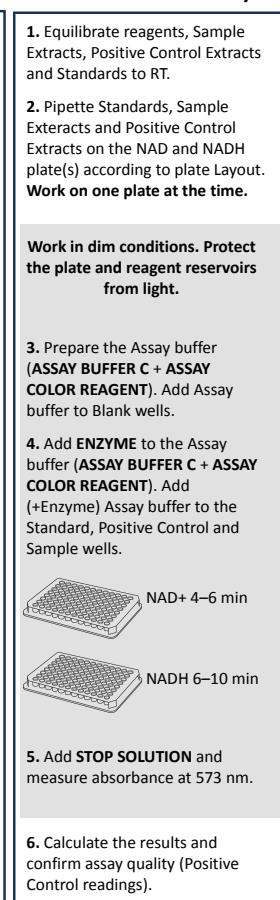 1. Equilibrate reagents, Sample
Extracts, Positive Control Extracts
and Standards to RT.
2. Pipette Standards, Sample
Exteracts and Positive Control
Extracts on the NAD and NADH
plate(s) according to plate Layout.
Work on one plate at the time.
Work in dim conditions. Protect
the plate and reagent reservoirs
from light.
3. Prepare the Assay buffer
(ASSAY BUFFER C + ASSAY
COLOR REAGENT). Add Assay
buffer to Blank wells.
4. Add ENZYME to the Assay
buffer (ASSAY BUFFER C + ASSAY
COLOR REAGENT). Add
(+Enzyme) Assay buffer to the
Standard, Positive Control and
Sample wells.
NAD+ 4–6 min
NADH 6–10 min
5. Add STOP SOLUTION and
measure absorbance at 573 nm.
6. Calculate the results and
confirm assay quality (Positive
Control readings).